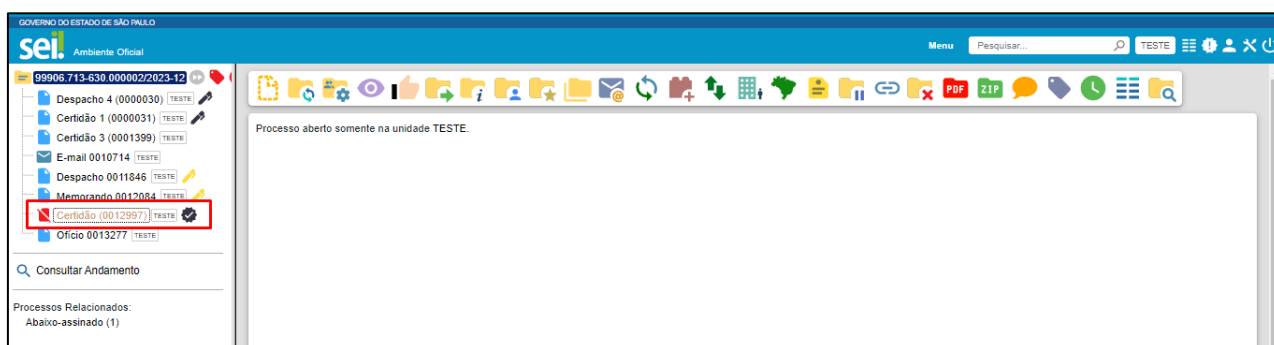 GOVERNO DO ESTADO DE SÃO PAULO
sei! Ambiente Oficial
Menu Pesquisar... TESTE
99906.713-630.000002/2023-12
Despacho 4 (0000030) TESTE
Certidão 1 (0000031) TESTE
Certidão 3 (0001399) TESTE
E-mail 0010714 TESTE
Despacho 0011846 TESTE
Memorando 0012084 TESTE
Certidão (0012997) TESTE
Ofício 0013277 TESTE
Consultar Andamento
Processos Relacionados:
Abaixo-assinado (1)
PDF ZIP
Processo aberto somente na unidade TESTE.